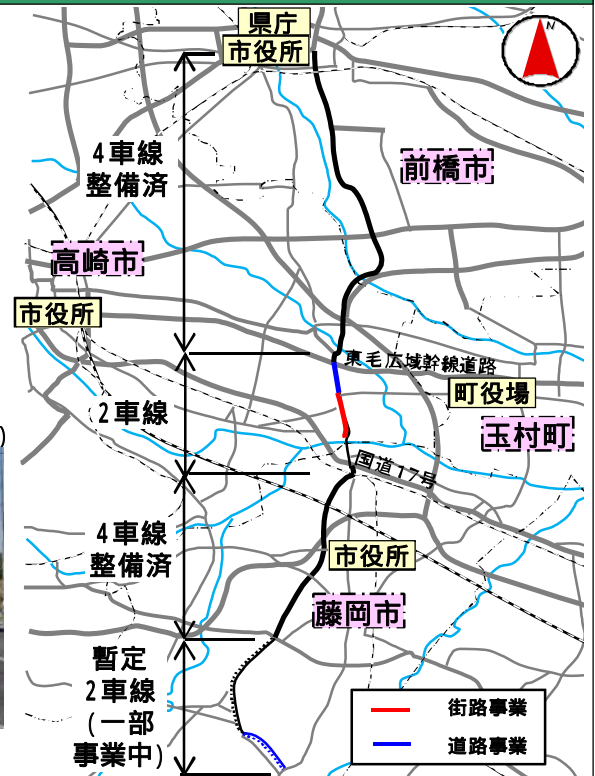 県庁
市役所
N
4車線
整備済
前橋市
高崎市
市役所
東毛広域幹線道路
2車線
町役場
玉村町
)
国道17号
4車線
整備済
市役所
藤岡市
暫定
2車線
(一部
事業中)
街路事業
道路事業